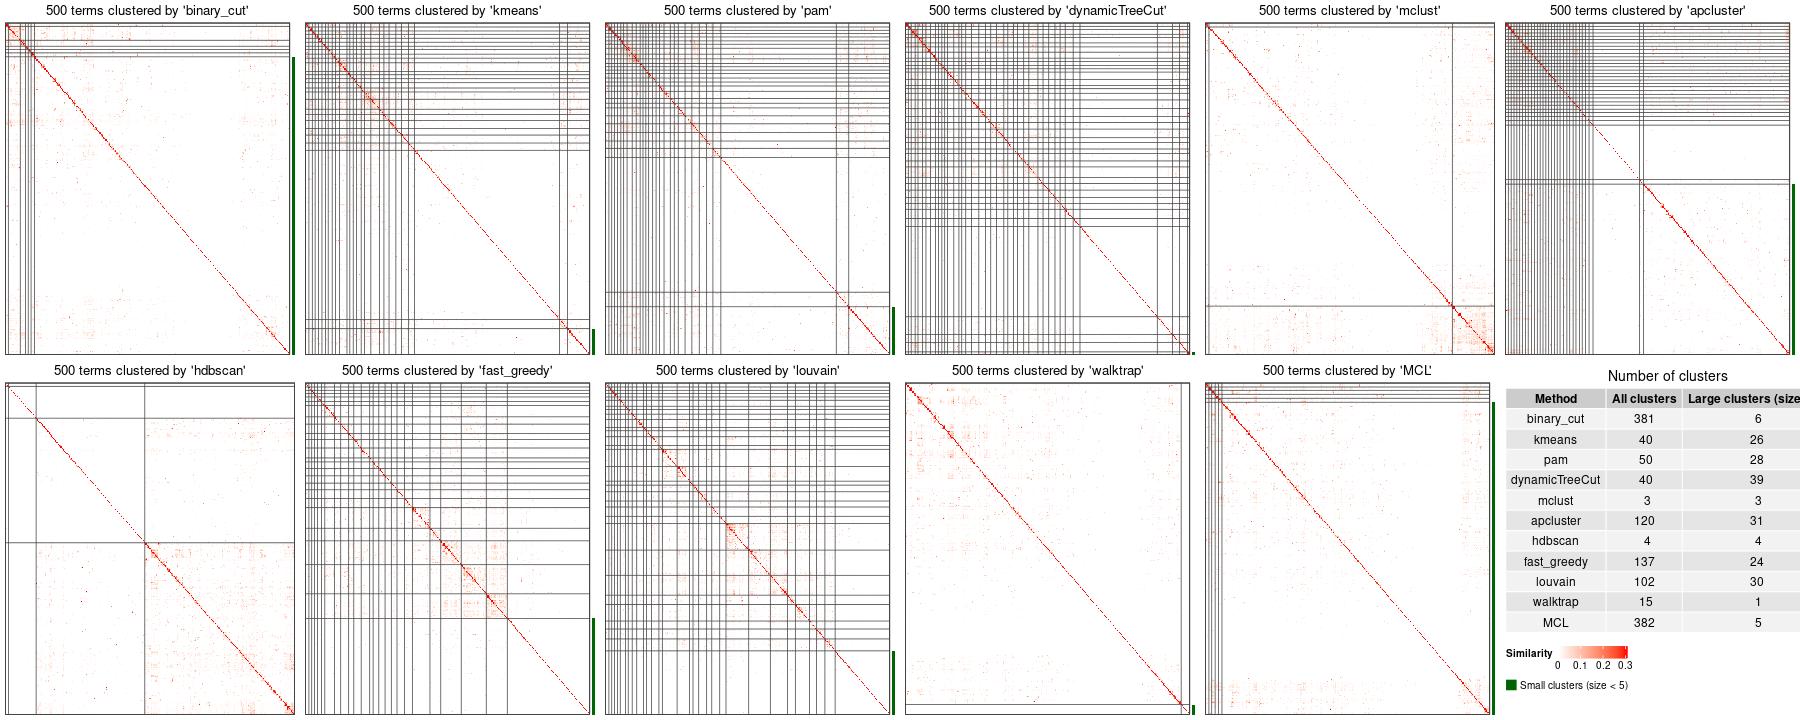 500 terms clustered by 'binary_cut'
500 terms clustered by 'kmeans'
500 terms clustered by 'pam'
500 terms clustered by 'dynamicTreeCut'
500 terms clustered by 'mclust'
500 terms clustered by 'apcluster'
500 terms clustered by 'hdbscan'
500 terms clustered by 'fast_greedy'
500 terms clustered by 'louvain'
500 terms clustered by 'walktrap'
500 terms clustered by 'MCL'
Number of clusters
Method All clusters Large clusters (size
binary_cut 381 6
kmeans 40 26
pam 50 28
dynamicTreeCut 40 39
mclust 3 3
apcluster 120 31
hdbscan 4 4
fast_greedy 137 24
louvain 102 30
walktrap 15 1
MCL 382 5
Similarity
0 0.1 0.2 0.3
Small clusters (size < 5)